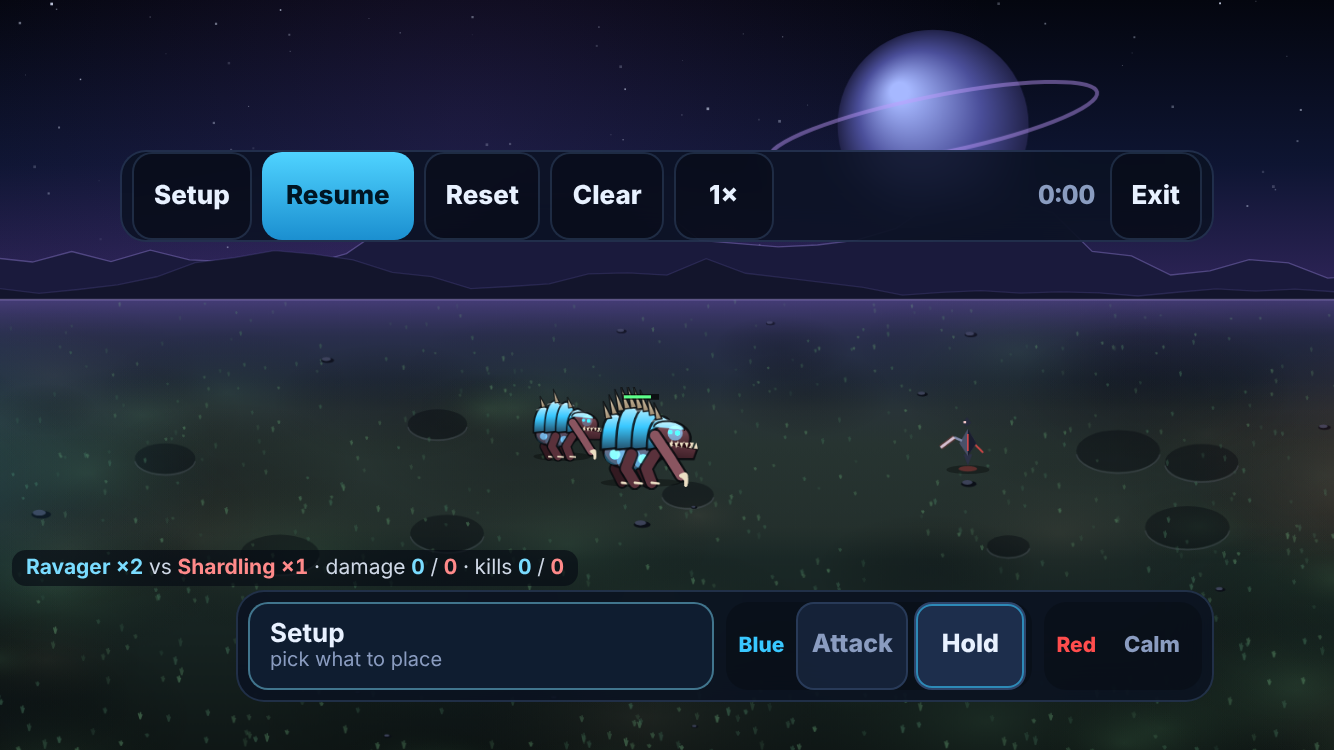 Setup Resume Reset Clear 1× 0:00 Exit
Ravager ×2 vs Shardling ×1 · damage 0 / 0 · kills 0 / 0
Setup
pick what to place
Blue Attack Hold Red Calm